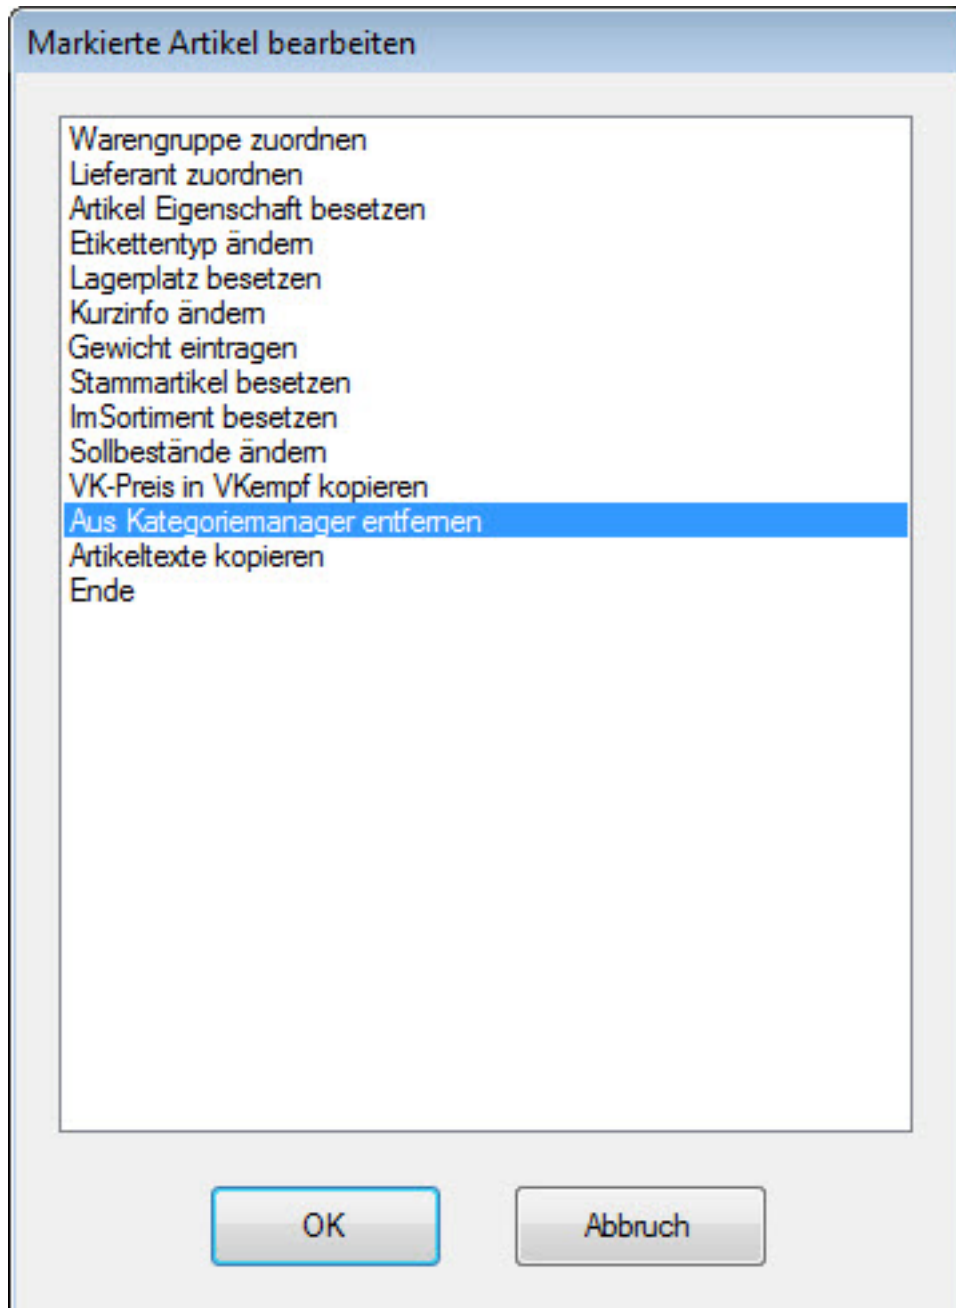 Markierte Artikel bearbeiten
Warengruppe zuordnen
Lieferant zuordnen
Artikel Eigenschaft besetzen
Etikettentyp ändern
Lagerplatz besetzen
Kurzinfo ändern
Gewicht eintragen
Stammartikel besetzen
ImSortiment besetzen
Sollbestände ändern
VK-Preis in VKempf kopieren
Aus Kategoriemanager entfernen
Artikeltexte kopieren
Ende
OK
Abbruch